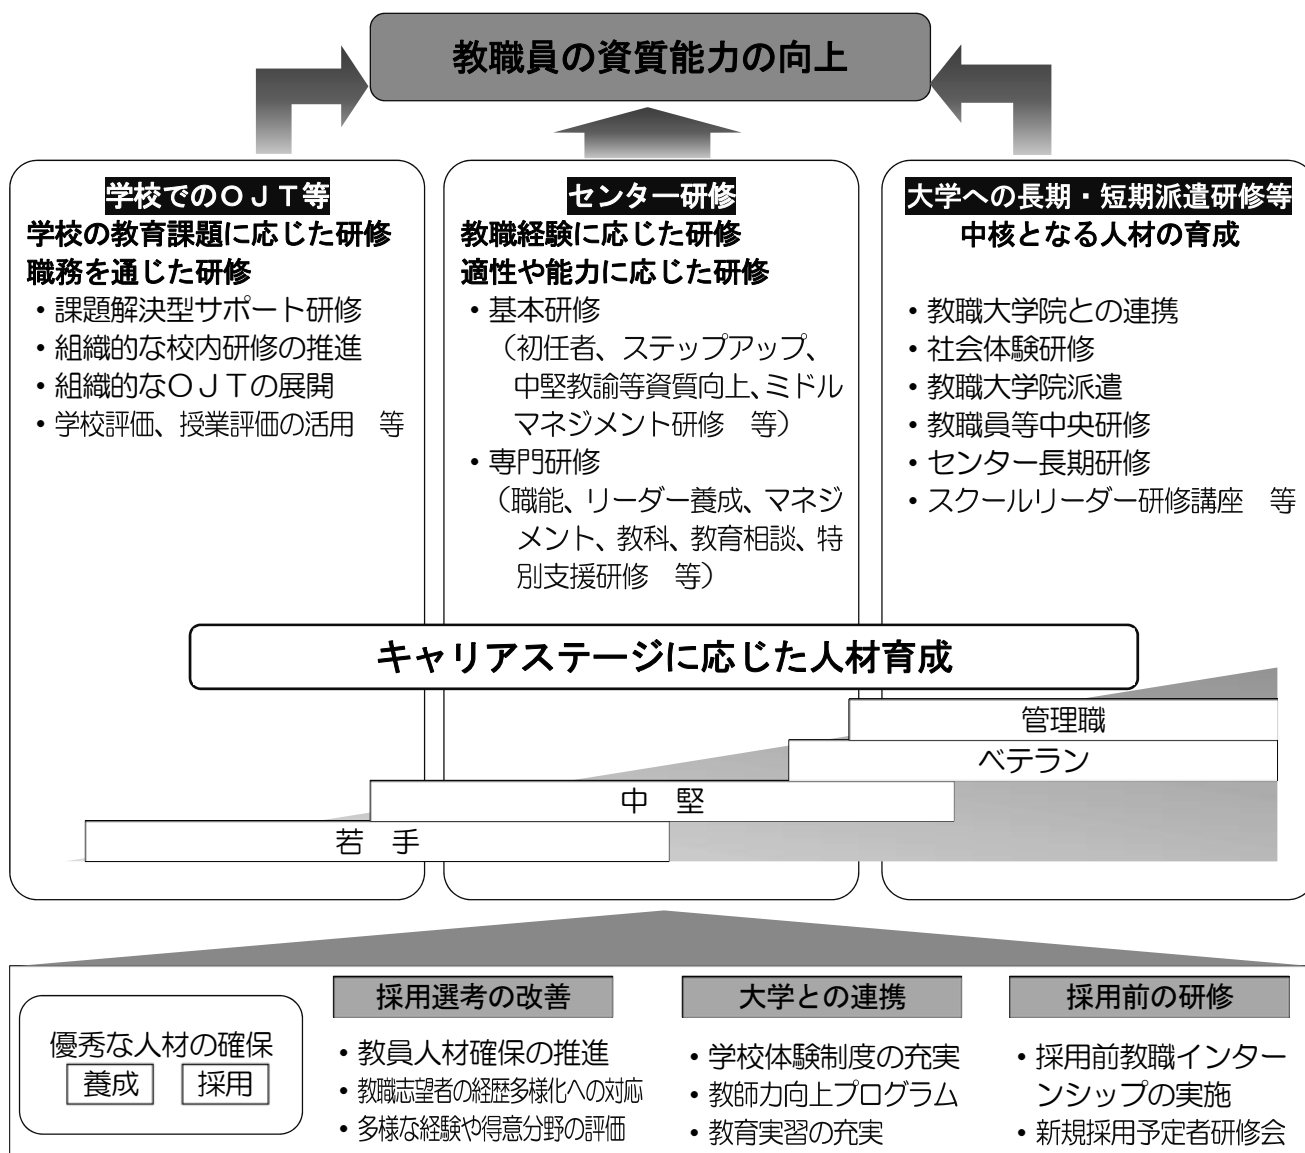 教職員の資質能力の向上
学校でのＯＪＴ等
学校の教育課題に応じた研修
職務を通じた研修
・課題解決型サポート研修
・組織的な校内研修の推進
・組織的なＯＪＴの展開
・学校評価、授業評価の活用　等
センター研修
教職経験に応じた研修
適性や能力に応じた研修
・基本研修
（初任者、ステップアップ、
中堅教諭等資質向上、ミドル
マネジメント研修　等）
・専門研修
（職能、リーダー養成、マネジ
メント、教科、教育相談、特
別支援研修　等）
大学への長期・短期派遣研修等
中核となる人材の育成
・教職大学院との連携
・社会体験研修
・教職大学院派遣
・教職員等中央研修
・センター長期研修
・スクールリーダー研修講座　等
キャリアステージに応じた人材育成
管理職
ベテラン
中　堅
若　手
優秀な人材の確保
養成　採用
採用選考の改善
・教員人材確保の推進
・教職志望者の経歴多様化への対応
・多様な経験や得意分野の評価
大学との連携
・学校体験制度の充実
・教師力向上プログラム
・教育実習の充実
採用前の研修
・採用前教職インター
ンシップの実施
・新規採用予定者研修会